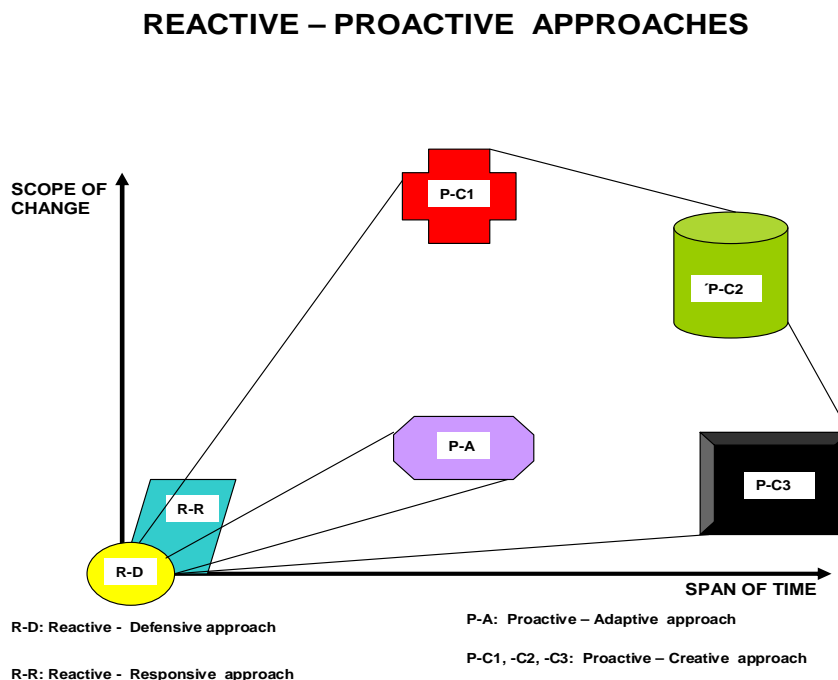 REACTIVE – PROACTIVE APPROACHES
SCOPE OF
CHANGE
P-C1
´P-C2
P-A
P-C3
R-R
R-D
SPAN OF TIME
R-D: Reactive - Defensive approach
R-R: Reactive - Responsive approach
P-A: Proactive – Adaptive approach
P-C1, -C2, -C3: Proactive – Creative approach